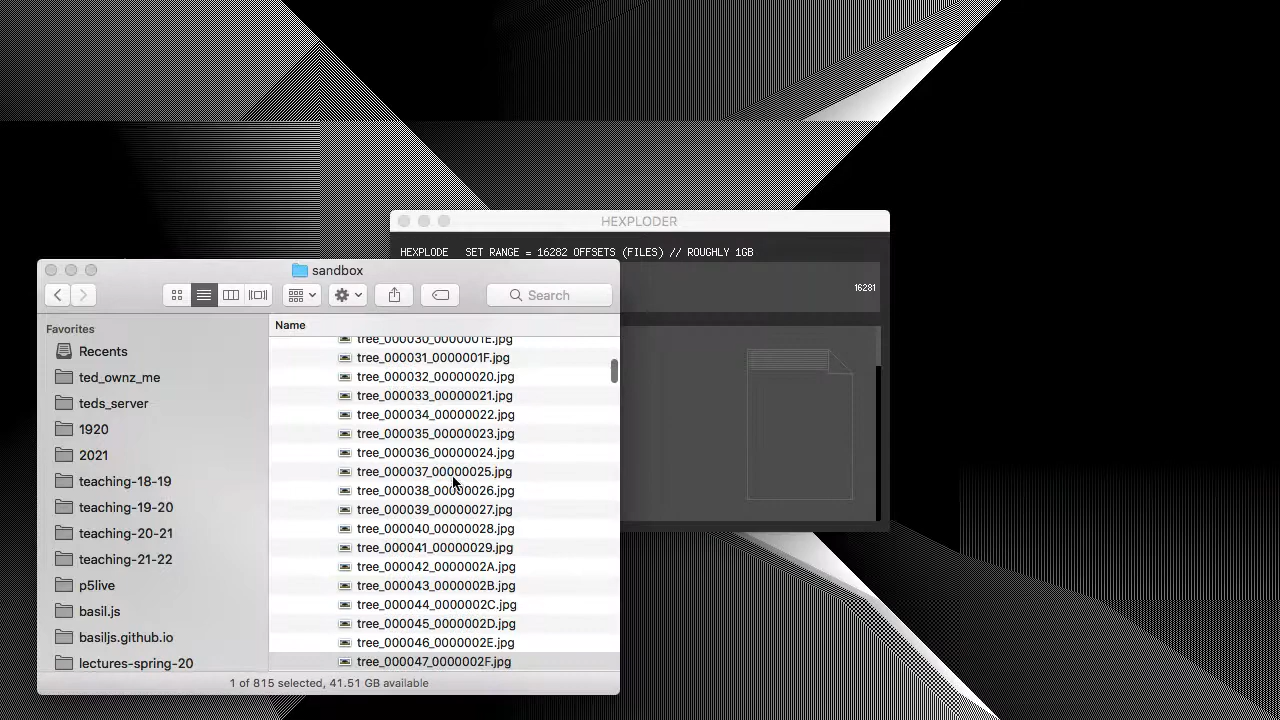 HEXPLODER
HEXPLODE SET RANGE = 16282 OFFSETS (FILES) // ROUGHLY 1GB
16281
sandbox
Search
Favorites
Recents
ted_ownz_me
teds_server
1920
2021
teaching-18-19
teaching-19-20
teaching-20-21
teaching-21-22
p5live
basil.js
basiljs.github.io
lectures-spring-20
Name
tree_000030_0000001E.jpg
tree_000031_0000001F.jpg
tree_000032_00000020.jpg
tree_000033_00000021.jpg
tree_000034_00000022.jpg
tree_000035_00000023.jpg
tree_000036_00000024.jpg
tree_000037_00000025.jpg
tree_000038_00000026.jpg
tree_000039_00000027.jpg
tree_000040_00000028.jpg
tree_000041_00000029.jpg
tree_000042_0000002A.jpg
tree_000043_0000002B.jpg
tree_000044_0000002C.jpg
tree_000045_0000002D.jpg
tree_000046_0000002E.jpg
tree_000047_0000002F.jpg
1 of 815 selected, 41.51 GB available